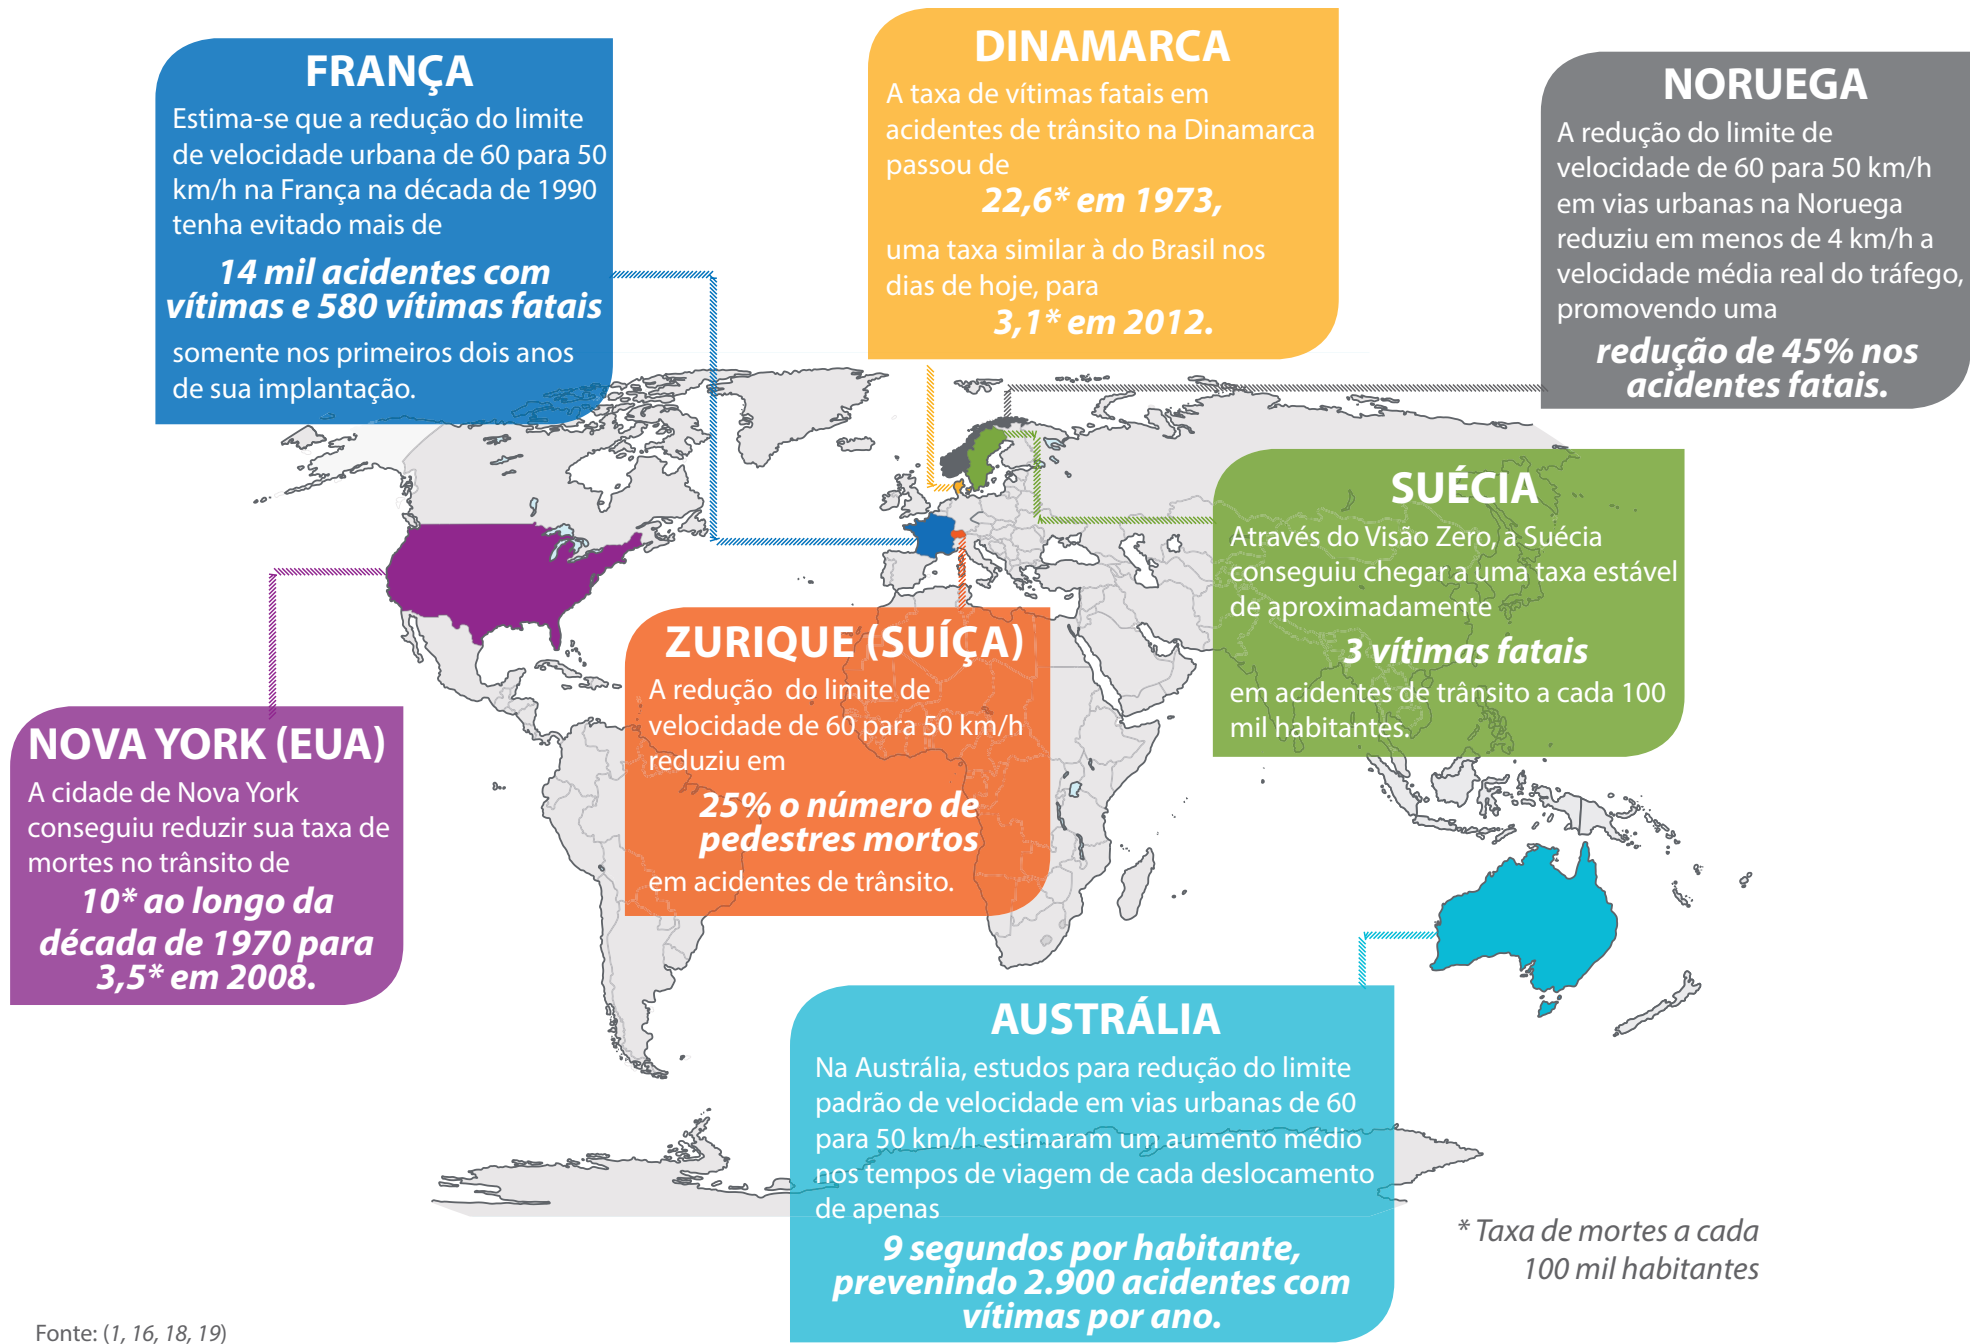 FRANÇA
Estima-se que a redução do limite
de velocidade urbana de 60 para 50
km/h na França na década de 1990
tenha evitado mais de
14 mil acidentes com
vítimas e 580 vítimas fatais
somente nos primeiros dois anos
de sua implantação.
DINAMARCA
A taxa de vítimas fatais em
acidentes de trânsito na Dinamarca
passou de
22,6* em 1973,
uma taxa similar à do Brasil nos
dias de hoje, para
3,1* em 2012.
NORUEGA
A redução do limite de
velocidade de 60 para 50 km/h
em vias urbanas na Noruega
reduziu em menos de 4 km/h a
velocidade média real do tráfego,
promovendo uma
redução de 45% nos
acidentes fatais.
SUÉCIA
Através do Visão Zero, a Suécia
conseguiu chegar a uma taxa estável
de aproximadamente
3 vítimas fatais
em acidentes de trânsito a cada 100
mil habitantes.
ZURIQUE (SUÍÇA)
A redução do limite de
velocidade de 60 para 50 km/h
reduziu em
25% o número de
pedestres mortos
em acidentes de trânsito.
NOVA YORK (EUA)
A cidade de Nova York
conseguiu reduzir sua taxa de
mortes no trânsito de
10* ao longo da
década de 1970 para
3,5* em 2008.
AUSTRÁLIA
Na Austrália, estudos para redução do limite
padrão de velocidade em vias urbanas de 60
para 50 km/h estimaram um aumento médio
nos tempos de viagem de cada deslocamento
de apenas
9 segundos por habitante,
prevenindo 2.900 acidentes com
vítimas por ano.
* Taxa de mortes a cada
100 mil habitantes
Fonte: (1, 16, 18, 19)